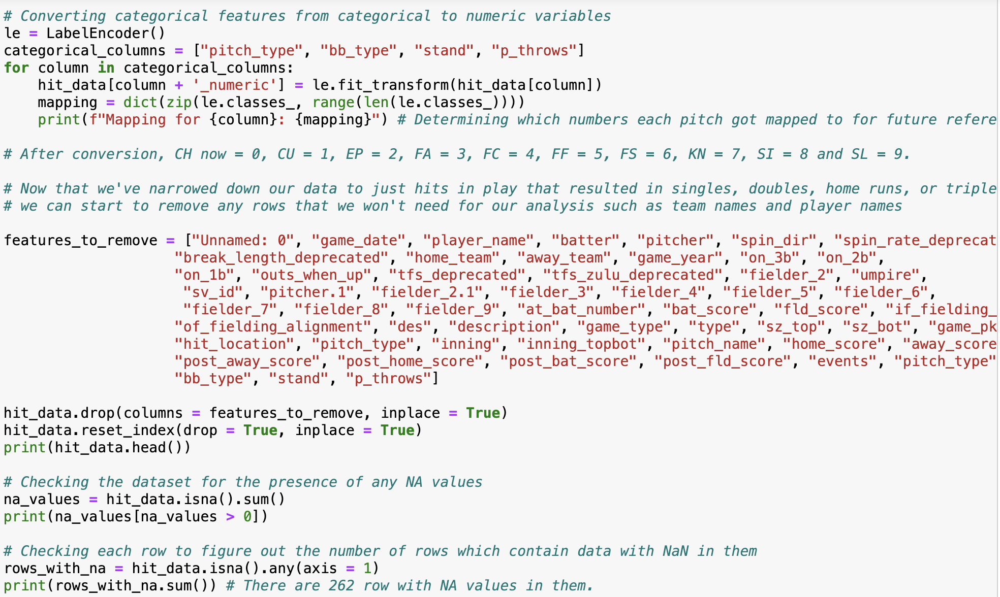 # Converting categorical features from categorical to numeric variables
le = LabelEncoder()
categorical_columns = ["pitch_type", "bb_type", "stand", "p_throws"]
for column in categorical_columns:
    hit_data[column + '_numeric'] = le.fit_transform(hit_data[column])
    mapping = dict(zip(le.classes_, range(len(le.classes_))))
    print(f"Mapping for {column}: {mapping}") # Determining which numbers each pitch got mapped to for future refere

# After conversion, CH now = 0, CU = 1, EP = 2, FA = 3, FC = 4, FF = 5, FS = 6, KN = 7, SI = 8 and SL = 9.

# Now that we've narrowed down our data to just hits in play that resulted in singles, doubles, home runs, or triple
# we can start to remove any rows that we won't need for our analysis such as team names and player names

features_to_remove = ["Unnamed: 0", "game_date", "player_name", "batter", "pitcher", "spin_dir", "spin_rate_deprecat
                    "break_length_deprecated", "home_team", "away_team", "game_year", "on_3b", "on_2b",
                    "on_1b", "outs_when_up", "tfs_deprecated", "tfs_zulu_deprecated", "fielder_2", "umpire",
                     "sv_id", "pitcher.1", "fielder_2.1", "fielder_3", "fielder_4", "fielder_5", "fielder_6",
                     "fielder_7", "fielder_8", "fielder_9", "at_bat_number", "bat_score", "fld_score", "if_fielding_
                    "of_fielding_alignment", "des", "description", "game_type", "type", "sz_top", "sz_bot", "game_pk
                    "hit_location", "pitch_type", "inning", "inning_topbot", "pitch_name", "home_score", "away_score
                    "post_away_score", "post_home_score", "post_bat_score", "post_fld_score", "events", "pitch_type"
                    "bb_type", "stand", "p_throws"]

hit_data.drop(columns = features_to_remove, inplace = True)
hit_data.reset_index(drop = True, inplace = True)
print(hit_data.head())

# Checking the dataset for the presence of any NA values
na_values = hit_data.isna().sum()
print(na_values[na_values > 0])

# Checking each row to figure out the number of rows which contain data with NaN in them
rows_with_na = hit_data.isna().any(axis = 1)
print(rows_with_na.sum()) # There are 262 row with NA values in them.